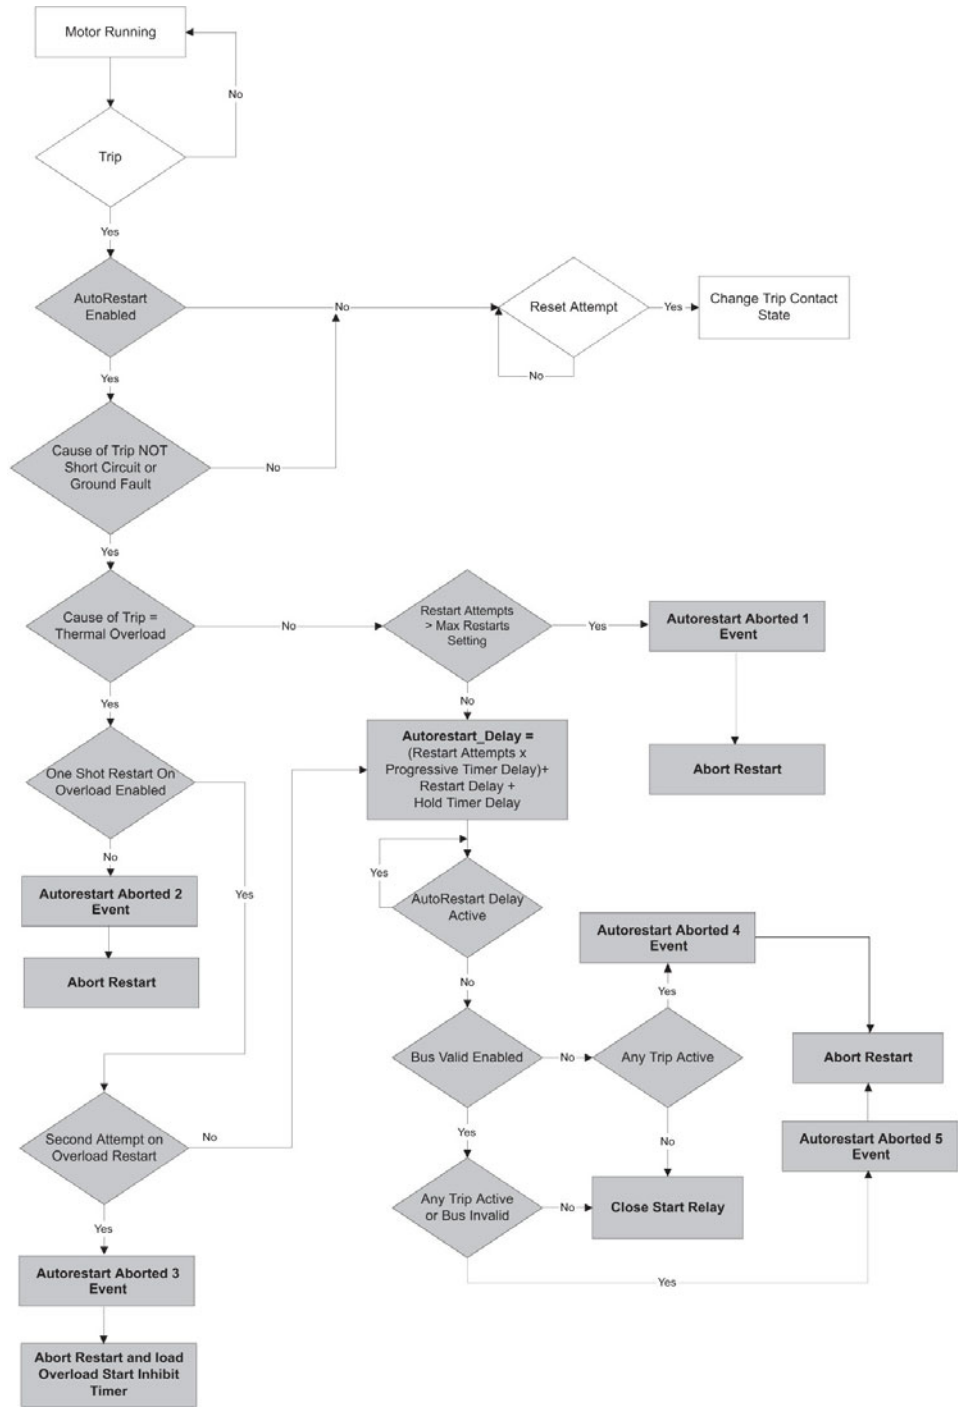 Motor Running
No
Trip
Yes
AutoRestart
Enabled
No
Reset Attempt
Yes
Change Trip Contact
State
No
Yes
Cause of Trip NOT
Short Circuit or
Ground Fault
No
Yes
Cause of Trip =
Thermal Overload
No
Restart Attempts
> Max Restarts
Setting
Yes
Autorestart Aborted 1
Event
Abort Restart
Yes
No
One Shot Restart On
Overload Enabled
Autorestart_Delay =
(Restart Attempts x
Progressive Timer Delay)+
Restart Delay +
Hold Timer Delay
No
Yes
Autorestart Aborted 2
Event
Abort Restart
Yes
AutoRestart Delay
Active
No
Autorestart Aborted 4
Event
Yes
Bus Valid Enabled
No
Any Trip Active
Abort Restart
Second Attempt on
Overload Restart
No
Yes
No
Autorestart Aborted 5
Event
Any Trip Active
or Bus Invalid
No
Close Start Relay
Yes
Yes
Autorestart Aborted 3
Event
Abort Restart and load
Overload Start Inhibit
Timer